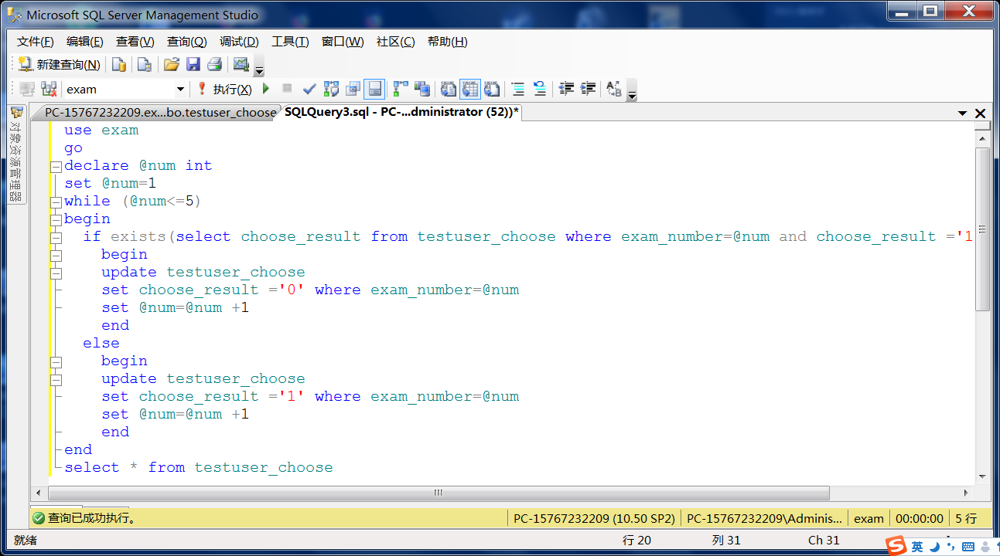 Microsoft SQL Server Management Studio
文件(F) 编辑(E) 查看(V) 查询(Q) 调试(D) 工具(T) 窗口(W) 社区(C) 帮助(H)
新建查询(N)
exam 执行(X)
PC-15767232209.ex...bo.testuser_choose SQLQuery3.sql - PC-...dministrator (52))*
对象资源管理器
use exam
go
declare @num int
set @num=1
while (@num<=5)
begin
if exists(select choose_result from testuser_choose where exam_number=@num and choose_result ='1
begin
update testuser_choose
set choose_result ='0' where exam_number=@num
set @num=@num +1
end
else
begin
update testuser_choose
set choose_result ='1' where exam_number=@num
set @num=@num +1
end
end
select * from testuser_choose
查询已成功执行。 PC-15767232209 (10.50 SP2) PC-15767232209\Adminis... exam 00:00:00 5 行
就绪 行 20 列 31 Ch 31
S 英